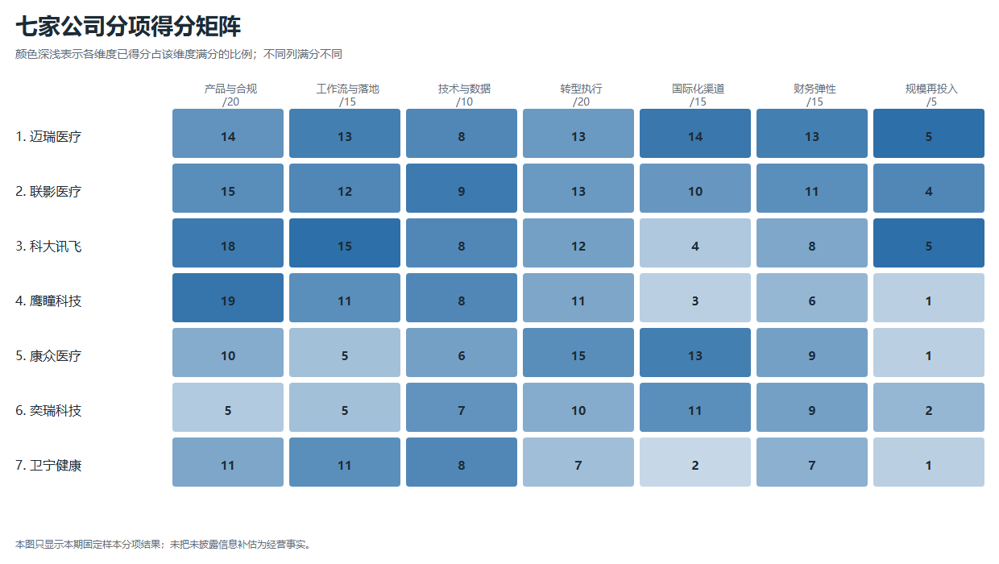 七家公司分项得分矩阵
颜色深浅表示各维度已得分占该维度满分的比例；不同列满分不同
产品与合规 工作流与落地 技术与数据 转型执行 国际化渠道 财务弹性 规模再投入
/20 /15 /10 /20 /15 /15 /5
1. 迈瑞医疗 14 13 8 13 14 13 5
2. 联影医疗 15 12 9 13 10 11 4
3. 科大讯飞 18 15 8 12 4 8 5
4. 鹰瞳科技 19 11 8 11 3 6 1
5. 康众医疗 10 5 6 15 13 9 1
6. 奕瑞科技 5 5 7 10 11 9 2
7. 卫宁健康 11 11 8 7 2 7 1
本图只显示本期固定样本分项结果；未把未披露信息补估为经营事实。